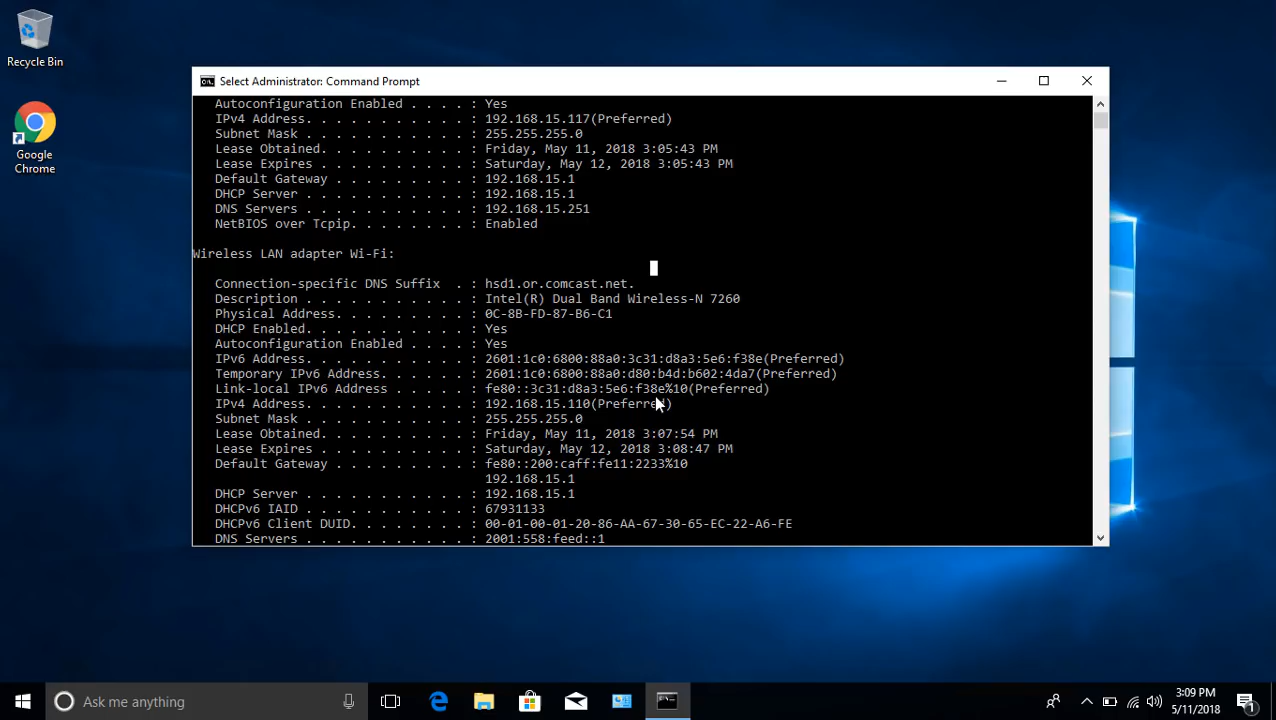 Recycle Bin
Google
Chrome
Select Administrator: Command Prompt
Autoconfiguration Enabled . . . . : Yes
IPv4 Address. . . . . . . . . . . : 192.168.15.117(Preferred)
Subnet Mask . . . . . . . . . . . : 255.255.255.0
Lease Obtained. . . . . . . . . . : Friday, May 11, 2018 3:05:43 PM
Lease Expires . . . . . . . . . . : Saturday, May 12, 2018 3:05:43 PM
Default Gateway . . . . . . . . . : 192.168.15.1
DHCP Server . . . . . . . . . . . : 192.168.15.1
DNS Servers . . . . . . . . . . . : 192.168.15.251
NetBIOS over Tcpip. . . . . . . . : Enabled
Wireless LAN adapter Wi-Fi:
Connection-specific DNS Suffix  . : hsd1.or.comcast.net.
Description . . . . . . . . . . . : Intel(R) Dual Band Wireless-N 7260
Physical Address. . . . . . . . . : 0C-8B-FD-87-B6-C1
DHCP Enabled. . . . . . . . . . . : Yes
Autoconfiguration Enabled . . . . : Yes
IPv6 Address. . . . . . . . . . . : 2601:1c0:6800:88a0:3c31:d8a3:5e6:f38e(Preferred)
Temporary IPv6 Address. . . . . . : 2601:1c0:6800:88a0:d80:b4d:b602:4da7(Preferred)
Link-local IPv6 Address . . . . . : fe80::3c31:d8a3:5e6:f38e%10(Preferred)
IPv4 Address. . . . . . . . . . . : 192.168.15.110(Preferred)
Subnet Mask . . . . . . . . . . . : 255.255.255.0
Lease Obtained. . . . . . . . . . : Friday, May 11, 2018 3:07:54 PM
Lease Expires . . . . . . . . . . : Saturday, May 12, 2018 3:08:47 PM
Default Gateway . . . . . . . . . : fe80::200:caff:fe11:2233%10
192.168.15.1
DHCP Server . . . . . . . . . . . : 192.168.15.1
DHCPv6 IAID . . . . . . . . . . . : 67931133
DHCPv6 Client DUID. . . . . . . . : 00-01-00-01-20-86-AA-67-30-65-EC-22-A6-FE
DNS Servers . . . . . . . . . . . : 2001:558:feed::1
Ask me anything
3:09 PM
5/11/2018
1